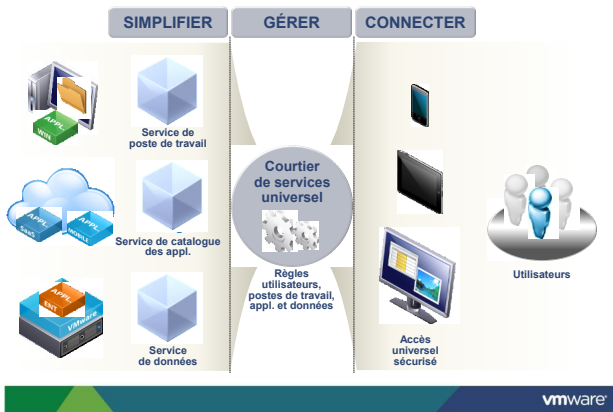 SIMPLIFIER
GÉRER
CONNECTER
APPL.
WIN
Service de
poste de travail
APPL.
SaaS
APPL.
MOBILE
Service de catalogue
des appl.
APPL.
ENT
VMware
Service
de données
Courtier
de services
universel
Règles
utilisateurs,
postes de travail,
appl. et données
Accès
universel
sécurisé
Utilisateurs
vmware